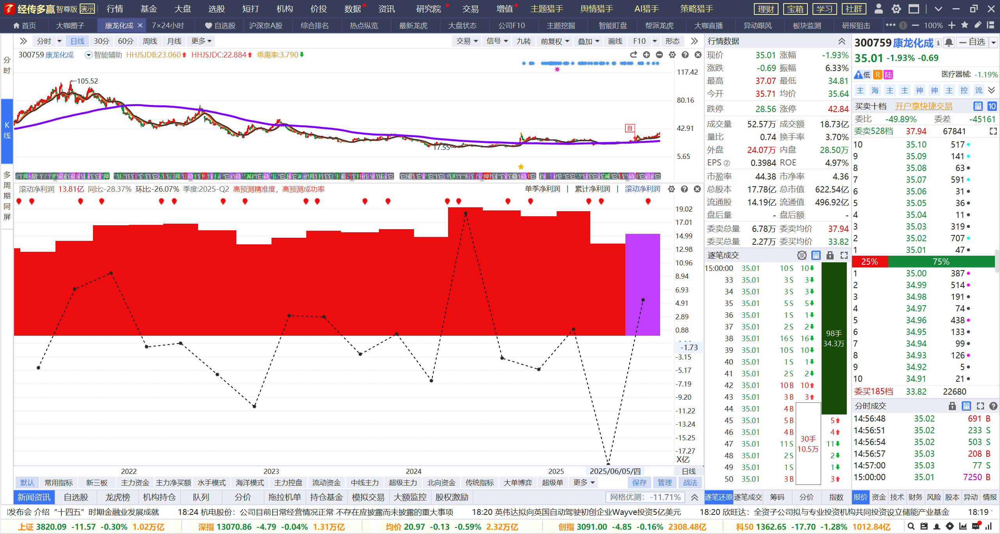 经传多赢 智尊版 演示 行情 基金 大盘 选股 短打 机构 价投 数据 资讯 研究院 交易 增值 主题猎手 舆情猎手 AI猎手 策略猎手 理财 宝箱 学习 社群
首页 大咖圈子 康龙化成 7×24小时 自选股 沪深京A股 综合排名 热点纵览 最新龙虎 大盘状态 公司F10 主题挖掘 智能盯盘 帮派龙虎 大咖直播 异动跟风 板块监测 研报狙击 100%
分时 日线 30分 60分 周线 月线 更多 交易 信号 九转 前复权 叠加 画线 F10 形态
分时
K线
多周期同屏
300759 康龙化成 智能辅助 HHJSJDB:23.060 HHJSJDC:22.884 乖离率:3.790
117.42
105.52
80.16
42.91
自
17.55
5.65
滚动净利润 13.81亿 同比:-28.37% 环比:-26.07% 季度:2025-Q2 高预测精准度，高预测成功率 单季净利润 累计净利润 滚动净利润
19.02
17.01
14.99
12.98
10.96
8.94
6.93
4.91
2.89
0.88
-1.73
-3.15
-5.17
-7.19
-9.20
-11.22
-13.24
-15.25
-17.27
X亿
2022 2023 2024 2025 2025/06/05/四 日线
默认 常用指标 新三板 主力资金 主力净买额 水手模式 海洋模式 主力控盘 流动资金 中线主力 超级主力 北向资金 传统指标 大单博弈 超级单 更多 保存 管理 战法
新闻资讯 自选股 龙虎榜 机构持仓 队列 分价 拖拉机单 持仓基金 模拟交易 大额监控 股权激励 网格优测：-11.71%
行情数据
现价 35.01 涨幅 -1.93%
涨跌 -0.69 振幅 6.33%
最高 37.07 最低 34.81
今开 35.71 均价 35.64
跌停 28.56 涨停 42.84
成交量 52.57万 成交额 18.73亿
量比 0.74 换手率 3.70%
外盘 24.07万 内盘 28.50万
EPS② 0.3984 ROE 4.97%
市盈率 44.38 市净率 4.36
总股本 17.78亿 总市值 622.54亿
流通股 14.19亿 流通值 496.92亿
盘后量 - 盘后额 -
委卖总量 6.78万 委卖均价 37.94
委买总量 2.27万 委买均价 33.82
逐笔成交 单 量
15:00:00 35.01 10 S 10
33 35.01 3 S 3
34 35.01 3 S 3
35 35.01 5 S 5
36 35.01 1 S 1
37 35.01 2 S 2
38 35.01 16 S 16
39 35.01 10 S 10
40 35.01 1 S 1
41 35.01 2 S 2
42 35.01 10 B 10
43 35.01 3 B 3
44 35.01 4 B
45 35.01 5 B 5
46 35.01 4 B 4
47 35.01 11 S 11
48 35.01 2 S 2
49 35.01 1 S 1
50 35.01 3 B 3
98手
34.3万
30手
10.5万
逐笔还原 逐笔成交 筹码 分价 指数
300759 康龙化成 自选
35.01 -1.93% -0.69
低 R 陆 医疗器械: -1.19%
主 海 主 主 神 神 主 控 流
买卖十档 开户享快捷交易 量 10
委比 -49.89% 委差 -45161
委卖528档 37.94 67841
10 35.10 517
9 35.09 141
8 35.08 63
7 35.07 591
6 35.06 31
5 35.05 36
4 35.04 11
3 35.03 319
2 35.02 707
1 35.01 47
25% 75%
1 35.00 387
2 34.99 514
3 34.98 191
4 34.97 74
5 34.96 438
6 34.95 133
7 34.94 99
8 34.93 126
9 34.92 5
10 34.91 21
委买185档 33.82 22680
分时成交 量
14:56:48 35.02 691 B
14:56:51 35.02 233 S
14:56:54 35.02 503 S
14:56:57 35.03 208 B
14:57:00 35.03 77 S
15:00:00 35.01 7250 B
报价 资金 技术 财务 风险 股本 异动 情报
发布会 介绍“十四五”时期金融业发展成就 18:24 杭电股份：公司目前日常经营情况正常 不存在应披露而未披露的重大事项 18:20 英伟达拟向英国自动驾驶初创企业Wayve投资5亿美元 18:20 欣旺达：全资子公司拟与专业投资机构共同投资设立储能产业基金 18:19
上证 3820.09 -11.57 -0.30% 1.02万亿 深指 13070.86 -4.79 -0.04% 1.31万亿 均价 20.97 -0.13 -0.59% 2.32万亿 创指 3091.00 -4.85 -0.16% 2308.48亿 科50 1362.65 -17.70 -1.28% 1012.84亿